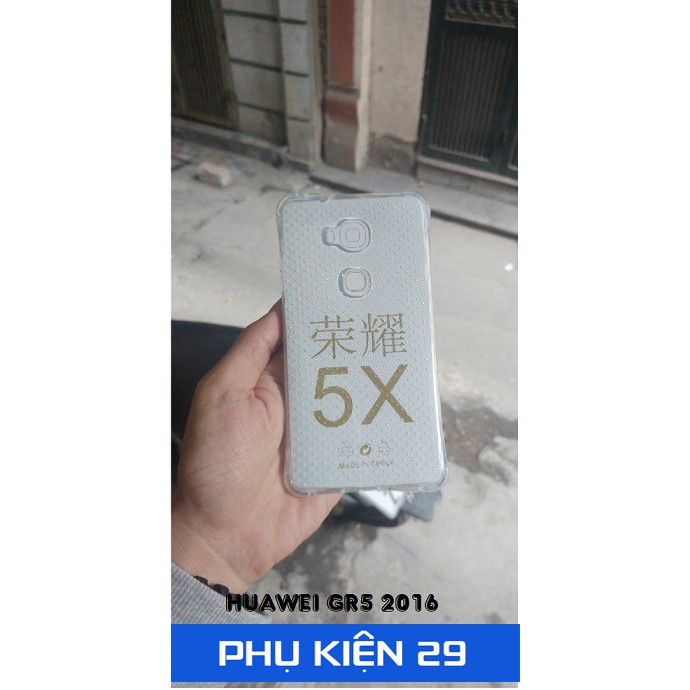 荣耀
5X
MADE IN CHINA
HUAWEI GR5 2016
PHỤ KIỆN 29